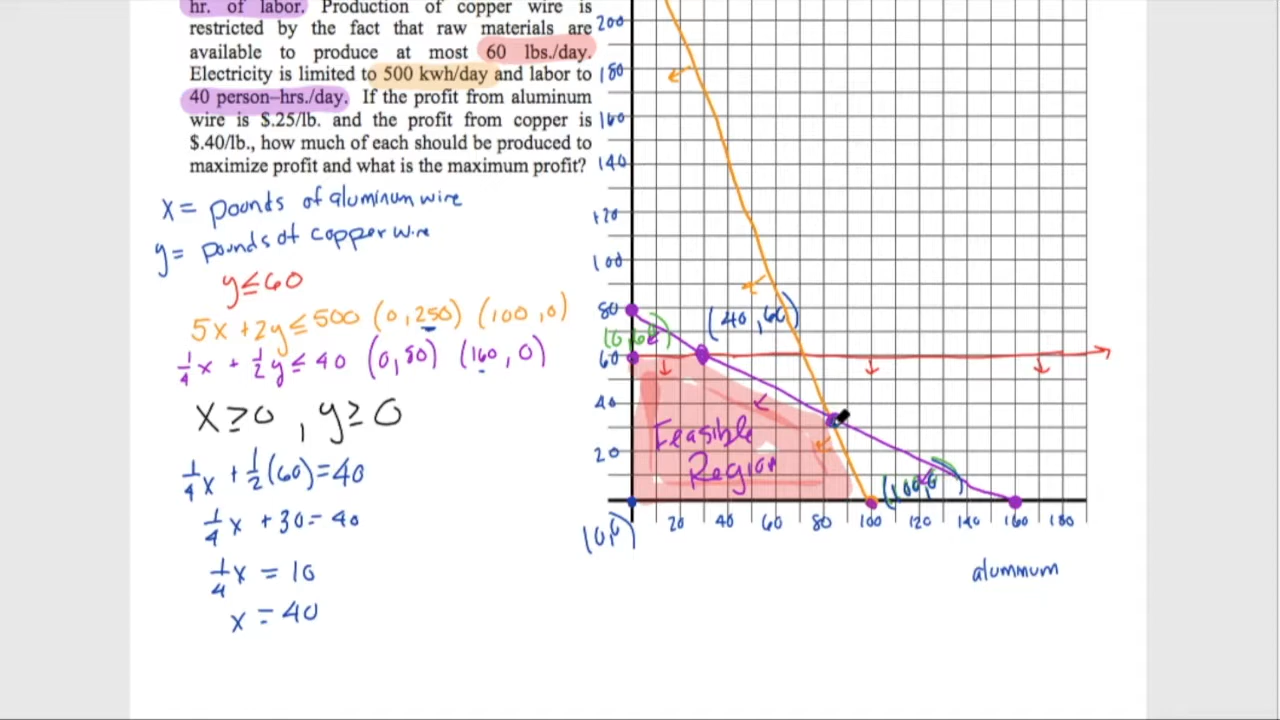 hr. of labor. Production of copper wire is
restricted by the fact that raw materials are
available to produce at most 60 lbs./day.
Electricity is limited to 500 kwh/day and labor to
40 person–hrs./day. If the profit from aluminum
wire is $.25/lb. and the profit from copper is
$.40/lb., how much of each should be produced to
maximize profit and what is the maximum profit?
x = pounds of aluminum wire
y = pounds of copper wire
y ≤ 60
5x + 2y ≤ 500 (0,250) (100,0)
1/4 x + 1/2 y ≤ 40 (0,80) (160,0)
x ≥ 0, y ≥ 0
1/4 x + 1/2 (60) = 40
1/4 x + 30 = 40
1/4 x = 10
x = 40
200
180
160
140
120
100
80
60
40
20
(0,60)
(40,60)
Feasible
Region
(100,0)
(0,0)
20 40 60 80 100 120 140 160 180
alummum